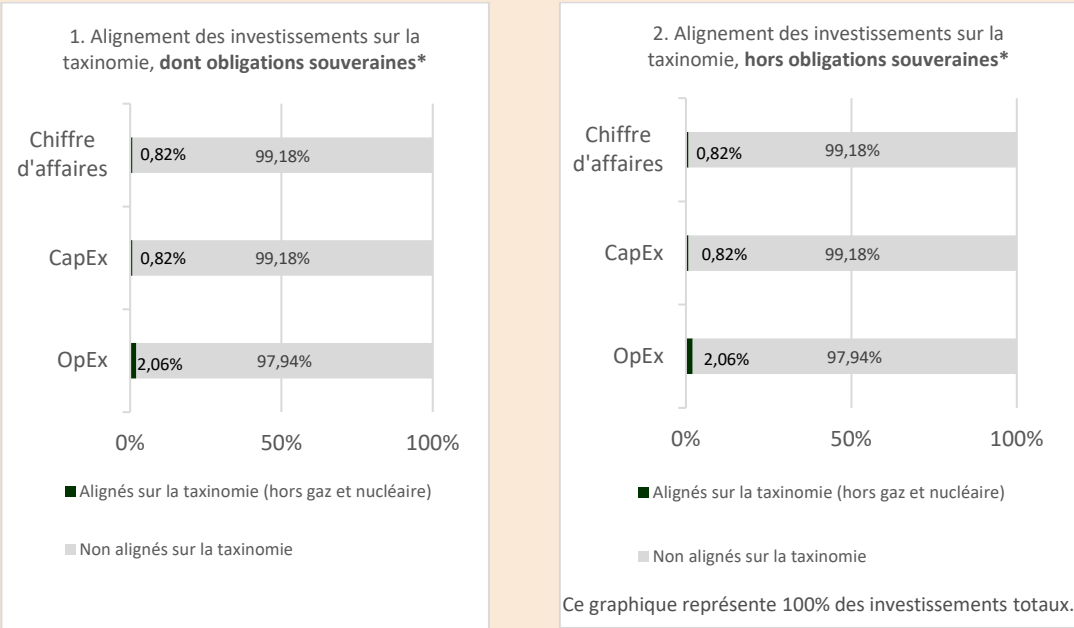 1. Alignement des investissements sur la
taxinomie, dont obligations souveraines*
Chiffre
d'affaires
0,82%
99,18%
CapEx
0,82%
99,18%
OpEx
2,06%
97,94%
0%
50%
100%
Alignés sur la taxinomie (hors gaz et nucléaire)
Non alignés sur la taxinomie
2. Alignement des investissements sur la
taxinomie, hors obligations souveraines*
Chiffre
d'affaires
0,82%
99,18%
CapEx
0,82%
99,18%
OpEx
2,06%
97,94%
0%
50%
100%
Alignés sur la taxinomie (hors gaz et nucléaire)
Non alignés sur la taxinomie
Ce graphique représente 100% des investissements totaux.